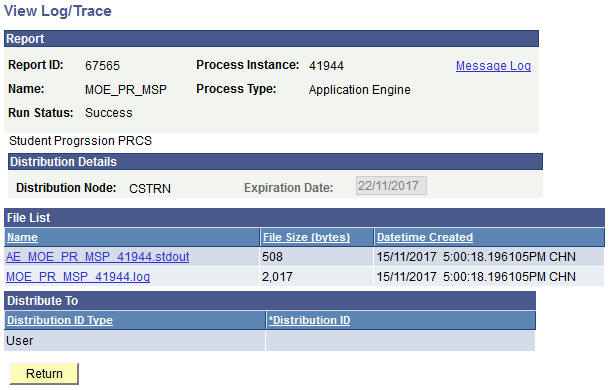 View Log/Trace
Report
Report ID: 67565 Process Instance: 41944 Message Log
Name: MOE_PR_MSP Process Type: Application Engine
Run Status: Success
Student Progrssion PRCS
Distribution Details
Distribution Node: CSTRN Expiration Date: 22/11/2017
File List
Name File Size (bytes) Datetime Created
AE_MOE_PR_MSP_41944.stdout 508 15/11/2017 5:00:18.196105PM CHN
MOE_PR_MSP_41944.log 2,017 15/11/2017 5:00:18.196105PM CHN
Distribute To
Distribution ID Type *Distribution ID
User
Return